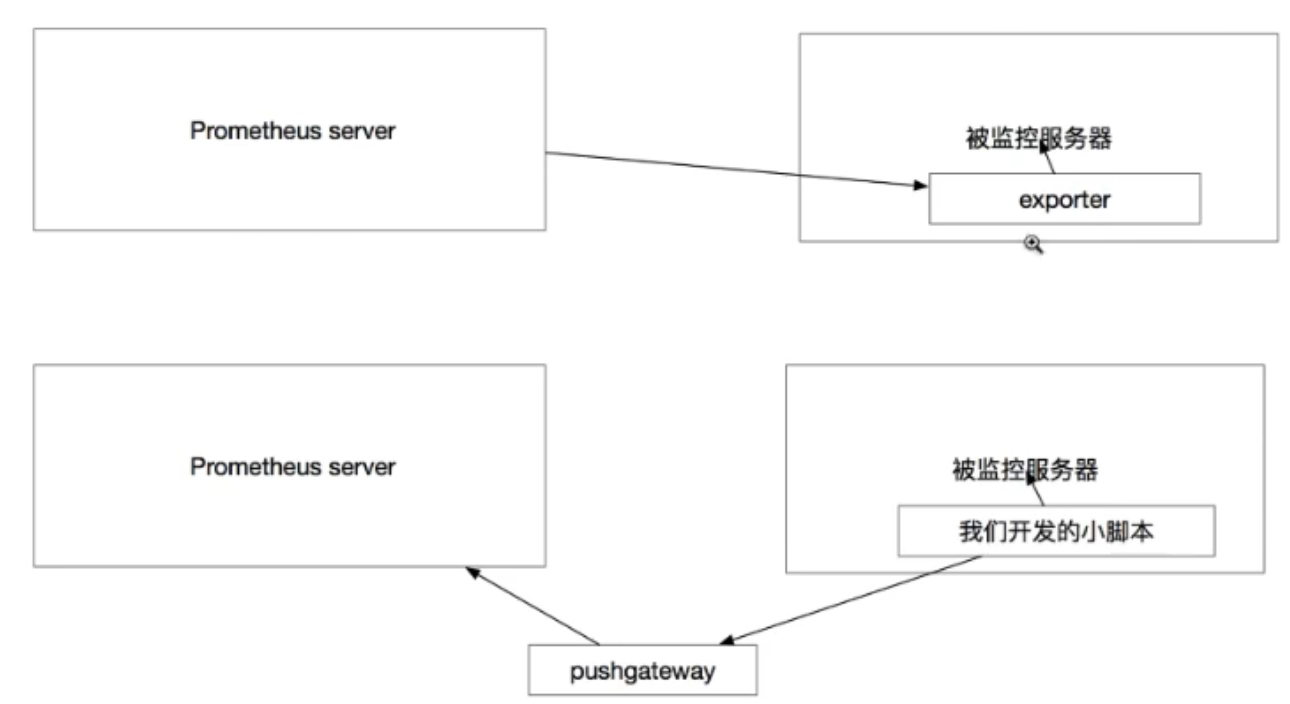 Prometheus server
被监控服务器
exporter
Prometheus server
被监控服务器
我们开发的小脚本
pushgateway